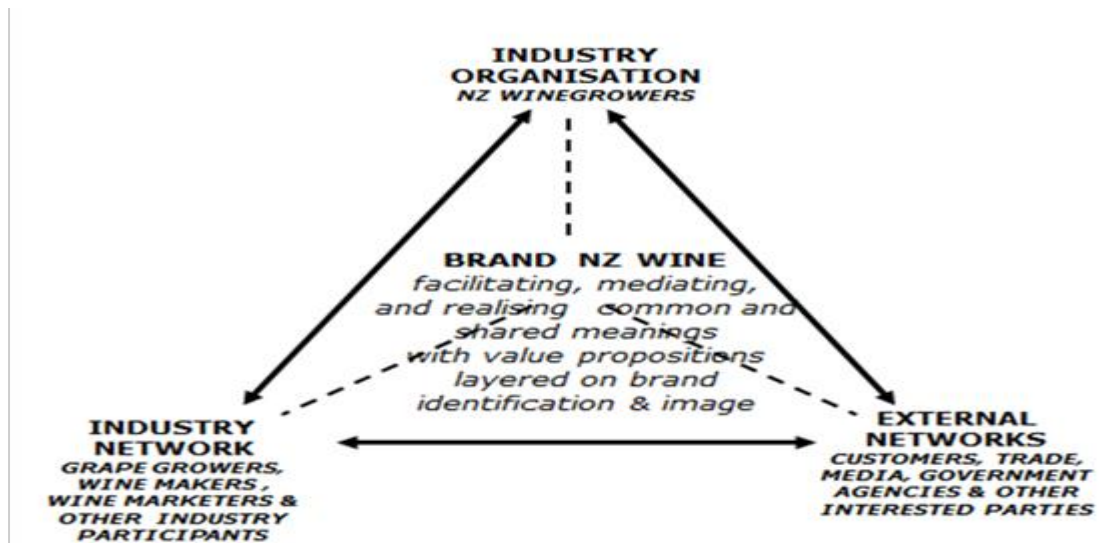 INDUSTRY
ORGANISATION
NZ WINEGROWERS
BRAND NZ WINE
facilitating, mediating,
and realising common and
shared meanings
with value propositions
layered on brand
identification & image
INDUSTRY
NETWORK
GRAPE GROWERS,
WINE MAKERS ,
WINE MARKETERS &
OTHER INDUSTRY
PARTICIPANTS
EXTERNAL
NETWORKS
CUSTOMERS, TRADE,
MEDIA, GOVERNMENT
AGENCIES & OTHER
INTERESTED PARTIES